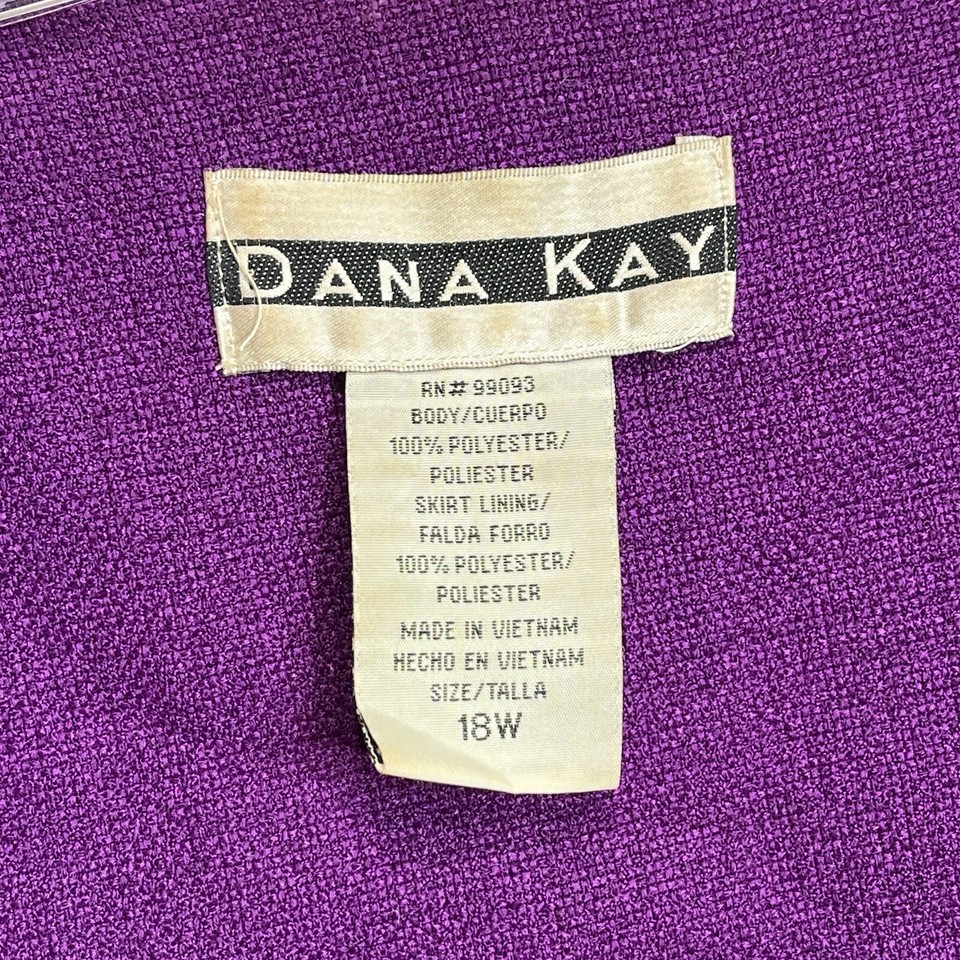 DANA KAY
RN# 99093
BODY/CUERPO
100% POLYESTER/
POLIESTER
SKIRT LINING/
FALDA FORRO
100% POLYESTER/
POLIESTER
MADE IN VIETNAM
HECHO EN VIETNAM
SIZE/TALLA
18W